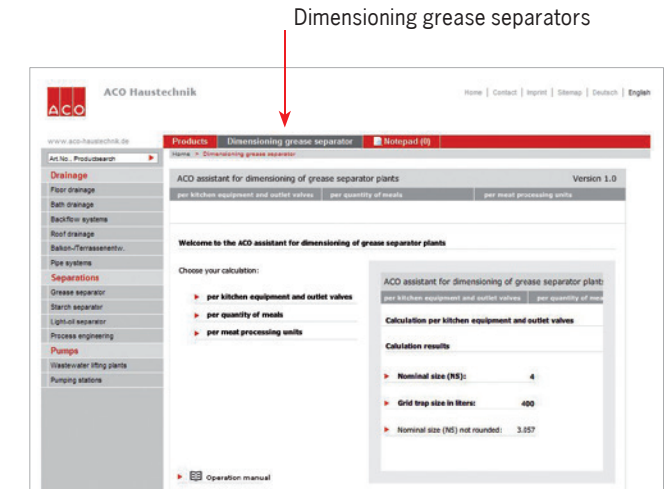 Dimensioning grease separators
ACO
ACO Haustechnik
Home | Contact | Imprint | Sitemap | Deutsch | English
www.aco-haustechnik.de
Products Dimensioning grease separator Notepad (0)
Art.No., Productsearch
Home > Dimensioning grease separator
Drainage
Floor drainage
Bath drainage
Backflow systems
Roof drainage
Balkon-/Terrassenentw.
Pipe systems
Separations
Grease separator
Starch separator
Light-oil separator
Process engineering
Pumps
Wastewater lifting plants
Pumping stations
ACO assistant for dimensioning of grease separator plants Version 1.0
per kitchen equipment and outlet valves per quantity of meals per meat processing units
Welcome to the ACO assistant for dimensioning of grease separator plants
Choose your calculation:
per kitchen equipment and outlet valves
per quantity of meals
per meat processing units
Operation manual
ACO assistant for dimensioning of grease separator plants
per kitchen equipment and outlet valves per quantity of mea
Calculation per kitchen equipment and outlet valves
Calulation results
Nominal size (NS): 4
Grid trap size in liters: 400
Nominal size (NS) not rounded: 3.057